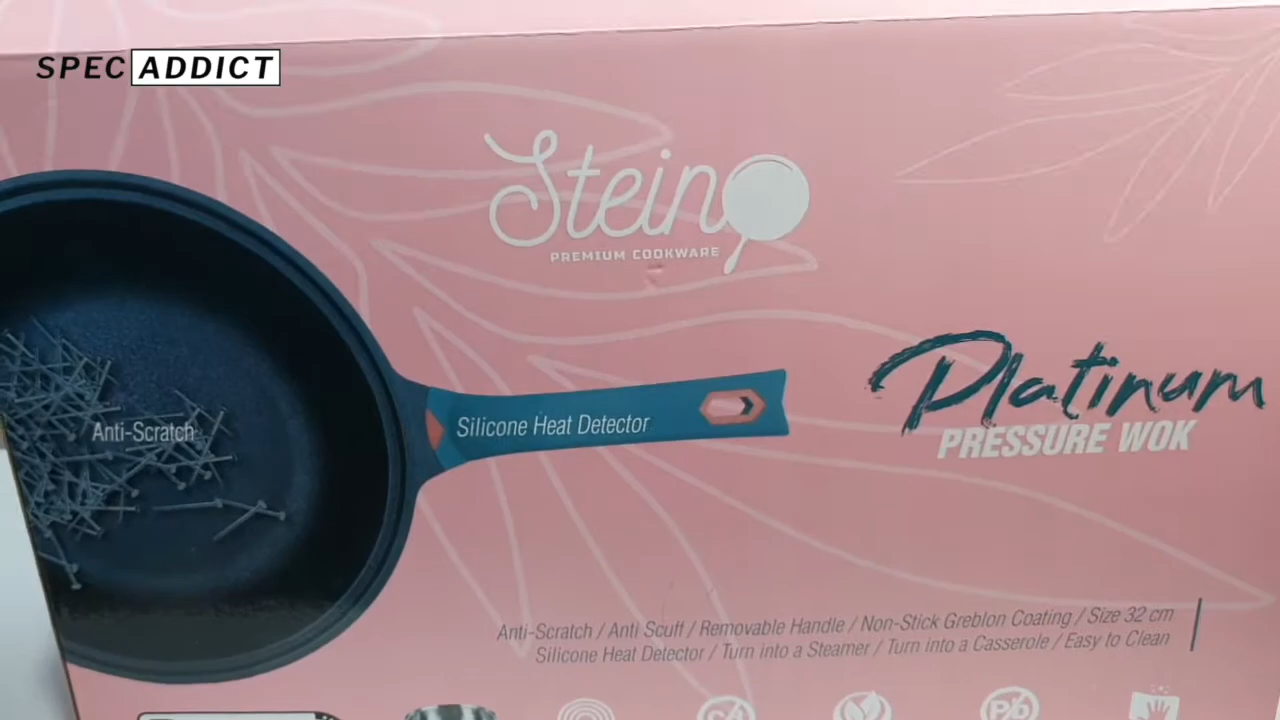 SPEC ADDICT
Stein
PREMIUM COOKWARE
Platinum
PRESSURE WOK
Silicone Heat Detector
Anti-Scratch
Anti-Scratch / Anti Scuff / Removable Handle / Non-Stick Greblon Coating / Size 32 cm
Silicone Heat Detector / Turn into a Steamer / Turn into a Casserole / Easy to Clean